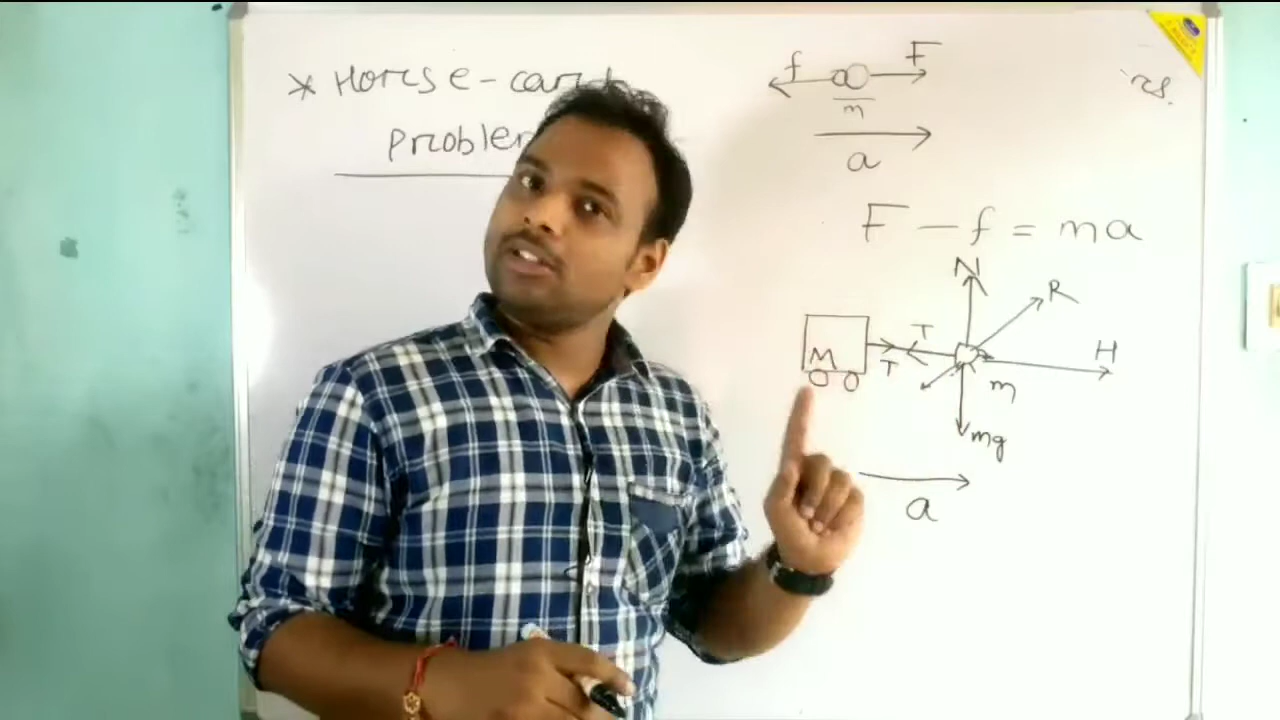 * Horse-cart
Problem
f a F
m
a
F - f = ma
N
R
T
H
M
T
m
mg
a